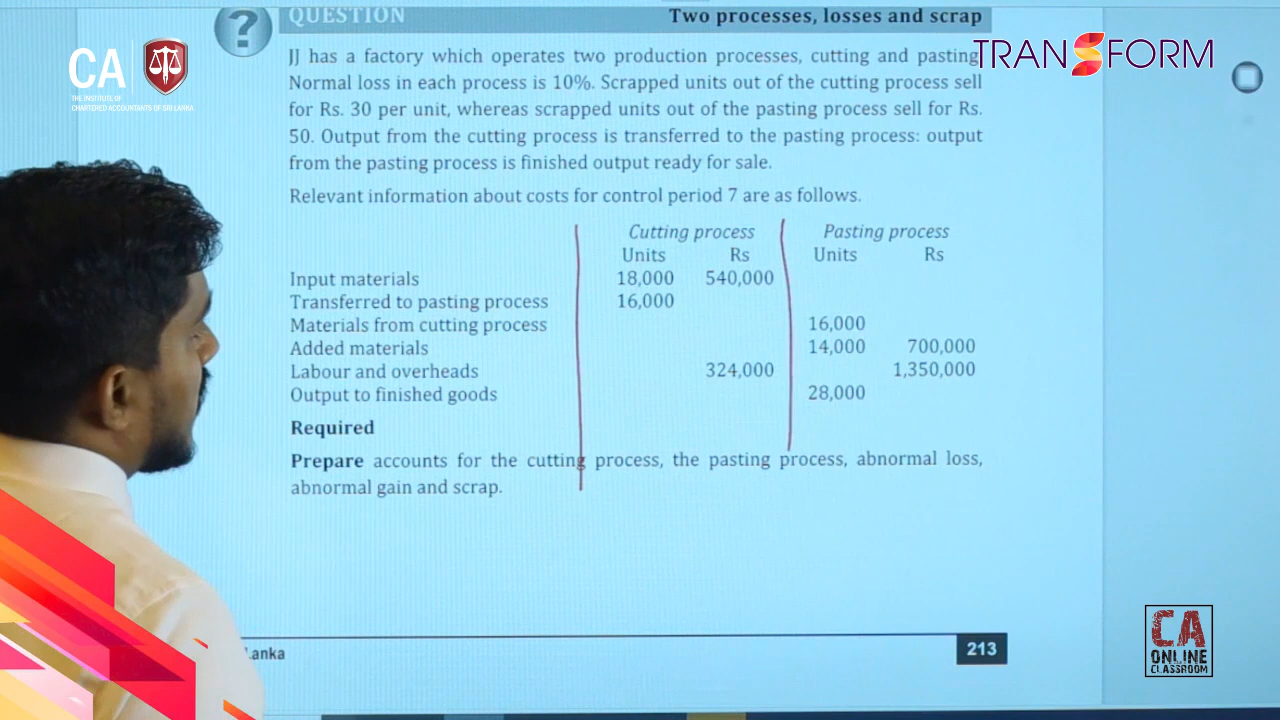 QUESTION Two processes, losses and scrap
?
CA
THE INSTITUTE OF
CHARTERED ACCOUNTANTS OF SRI LANKA
TRANSFORM
JJ has a factory which operates two production processes, cutting and pasting
Normal loss in each process is 10%. Scrapped units out of the cutting process sell
for Rs. 30 per unit, whereas scrapped units out of the pasting process sell for Rs.
50. Output from the cutting process is transferred to the pasting process: output
from the pasting process is finished output ready for sale.
Relevant information about costs for control period 7 are as follows.
Cutting process Pasting process
Units Rs Units Rs
Input materials 18,000 540,000
Transferred to pasting process 16,000
Materials from cutting process 16,000
Added materials 14,000 700,000
Labour and overheads 324,000 1,350,000
Output to finished goods 28,000
Required
Prepare accounts for the cutting process, the pasting process, abnormal loss,
abnormal gain and scrap.
anka 213
CA
ONLINE
CLASSROOM